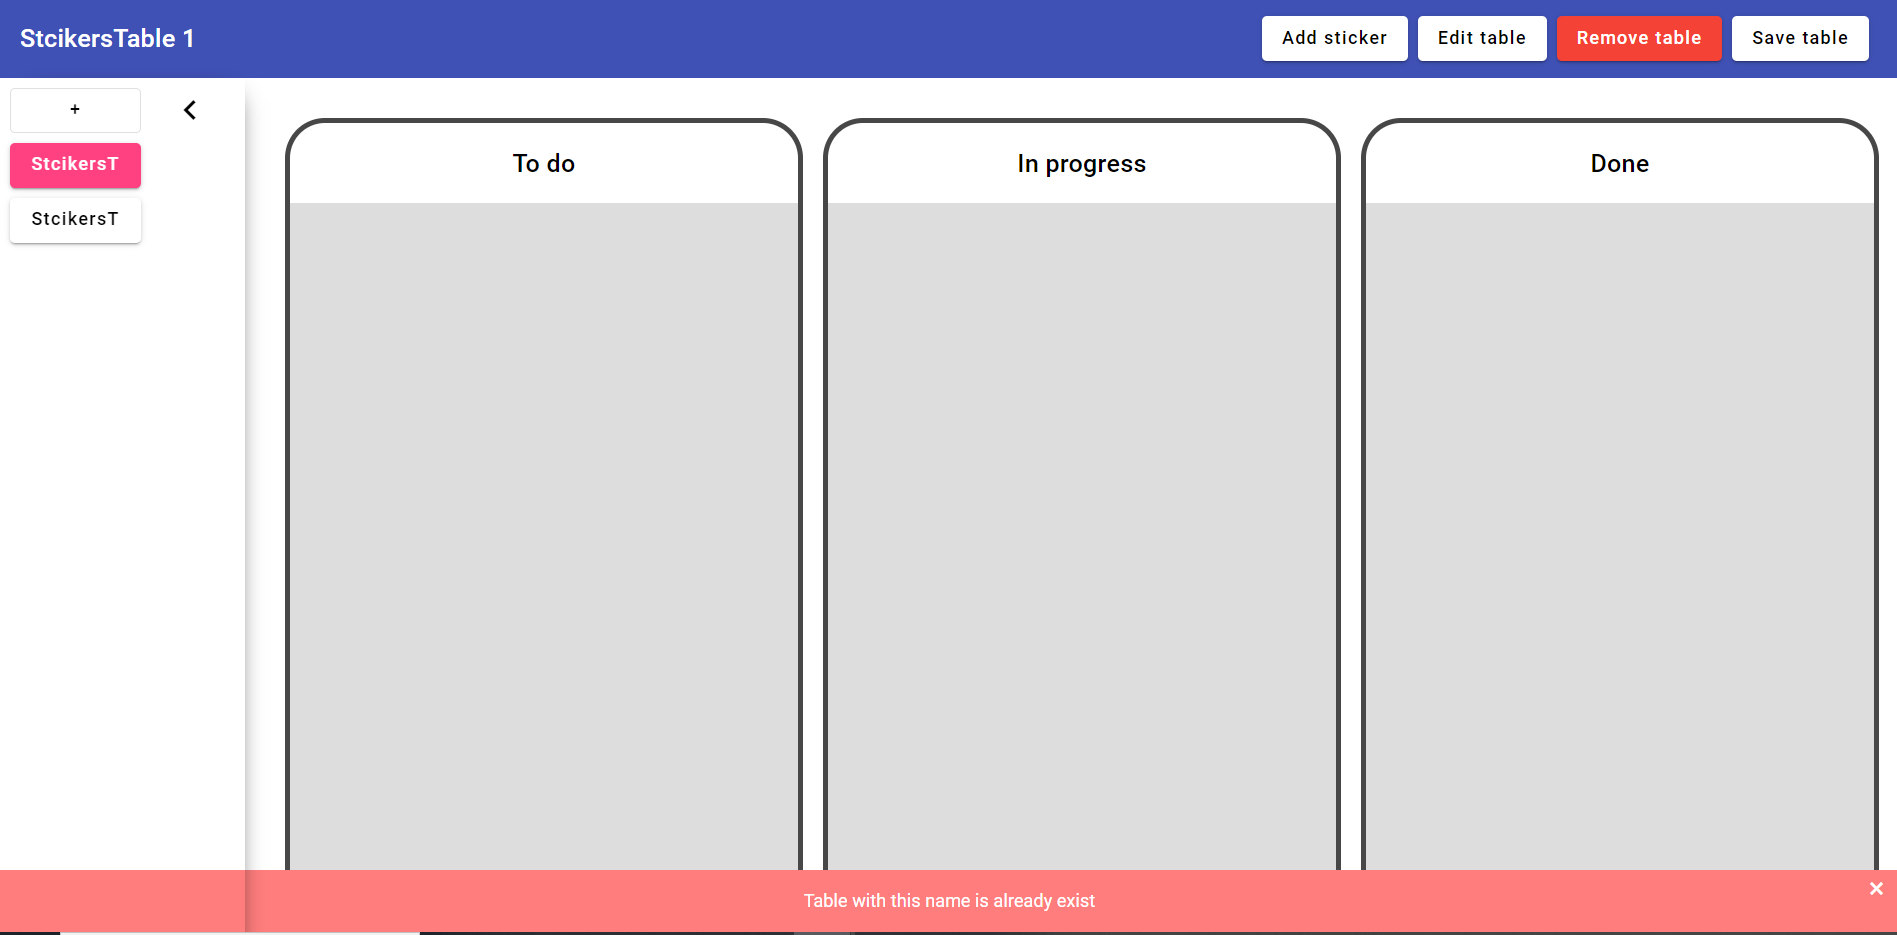 StcikersTable 1
Add sticker
Edit table
Remove table
Save table
+
StcikersT
StcikersT
To do
In progress
Done
Table with this name is already exist
×